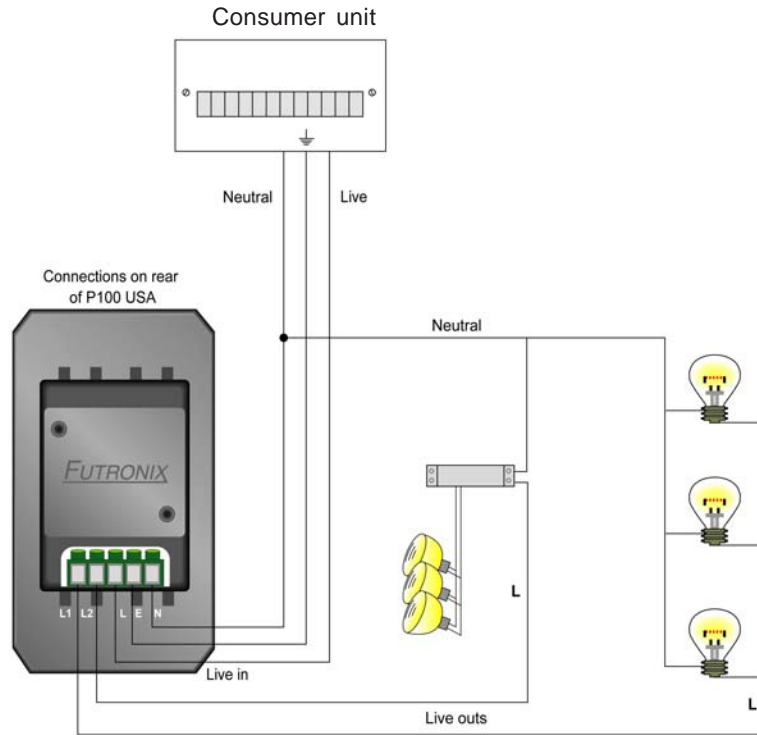 Consumer unit
Neutral
Live
Connections on rear
of P100 USA
Neutral
FUTRONIX
L
L1 L2 L E N
Live in
L
Live outs